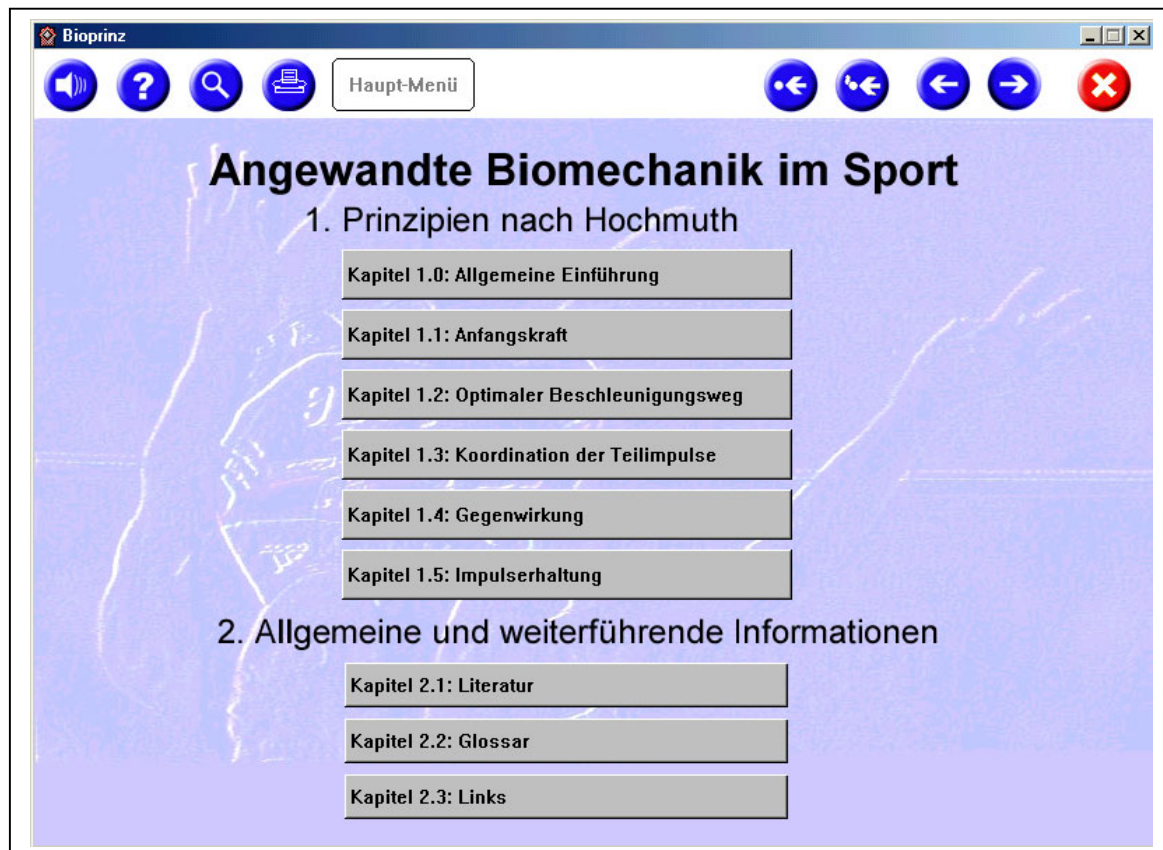 Bioprinz
?
Haupt-Menü
Angewandte Biomechanik im Sport
1. Prinzipien nach Hochmuth
Kapitel 1.0: Allgemeine Einführung
Kapitel 1.1: Anfangskraft
Kapitel 1.2: Optimaler Beschleunigungsweg
Kapitel 1.3: Koordination der Teilimpulse
Kapitel 1.4: Gegenwirkung
Kapitel 1.5: Impulserhaltung
2. Allgemeine und weiterführende Informationen
Kapitel 2.1: Literatur
Kapitel 2.2: Glossar
Kapitel 2.3: Links